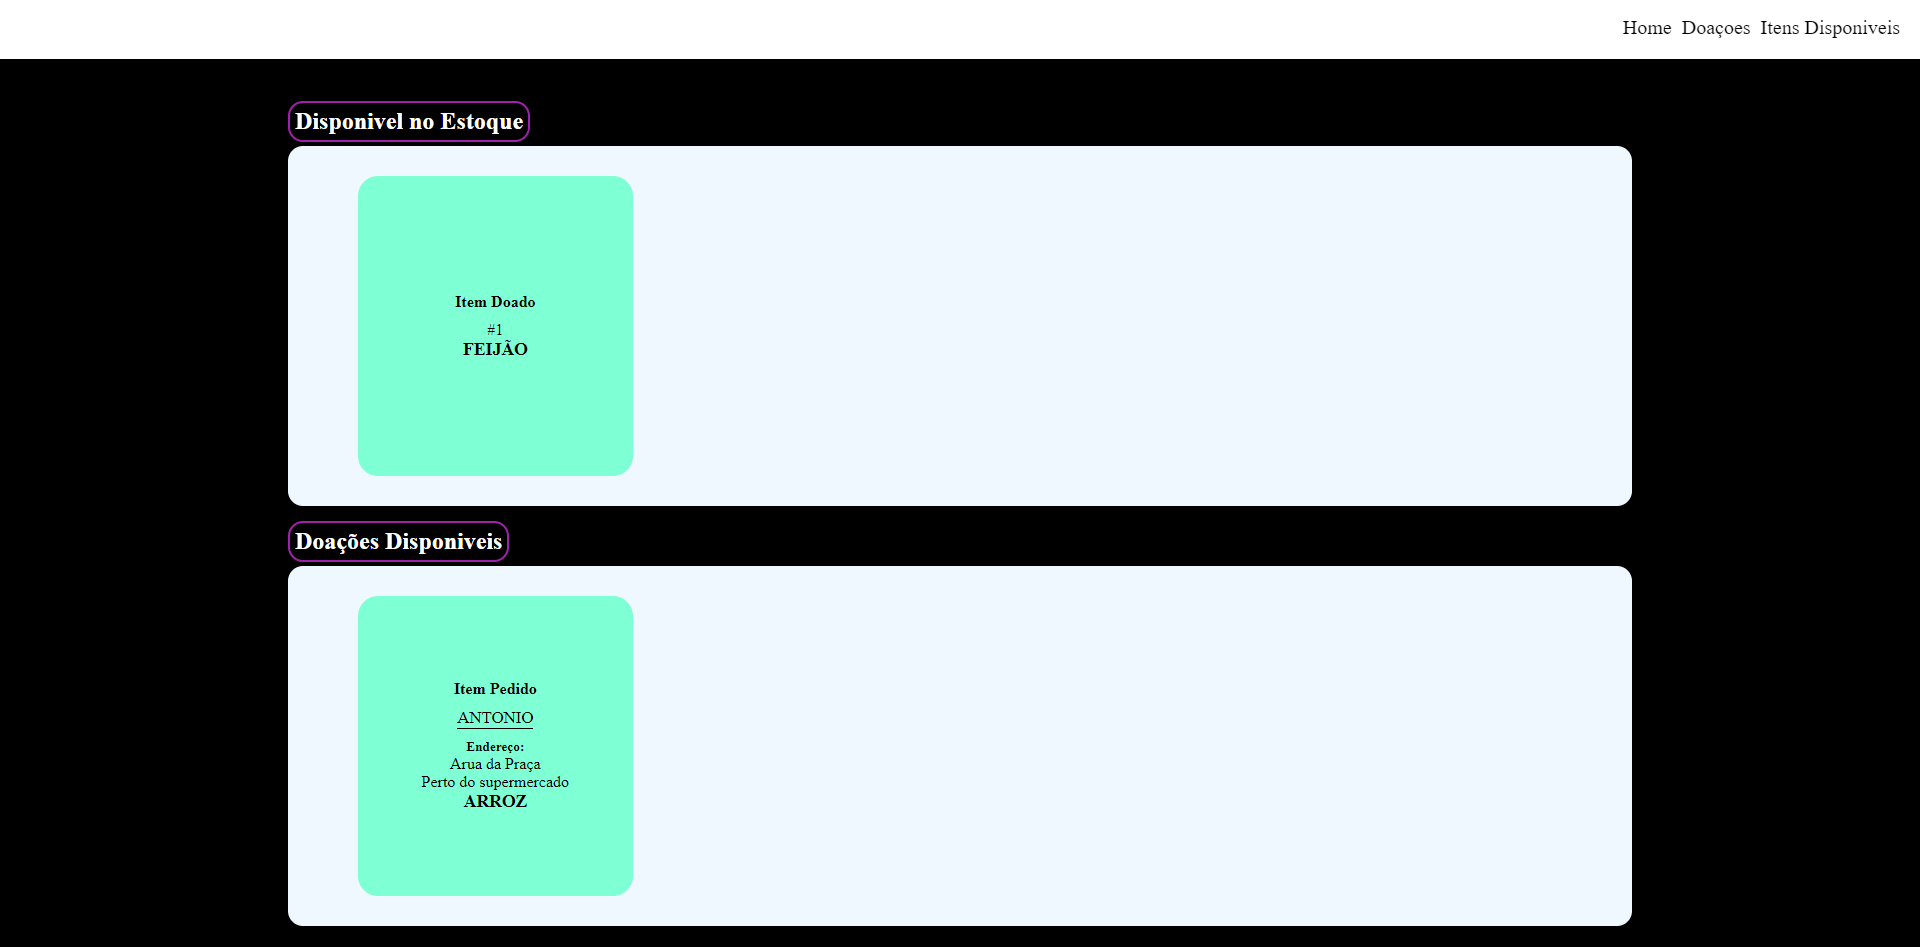 Home Doaçoes Itens Disponiveis
Disponivel no Estoque
Item Doado
#1
FEIJÃO
Doações Disponiveis
Item Pedido
ANTONIO
Endereço:
Arua da Praça
Perto do supermercado
ARROZ